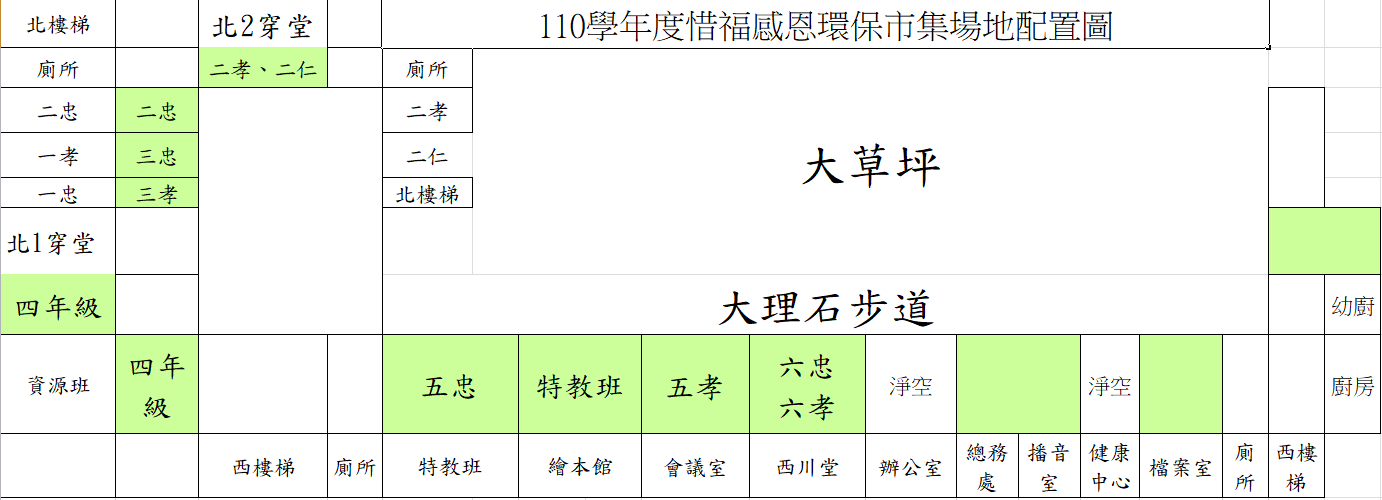 北樓梯
北2穿堂
110學年度惜福感恩環保市集場地配置圖
廁所
二孝、二仁
廁所
二忠
二忠
二孝
一孝
三忠
二仁
大草坪
一忠
三孝
北樓梯
北1穿堂
四年級
大理石步道
幼廚
資源班
四年
級
五忠
特教班
五孝
六忠
六孝
淨空
淨空
廚房
西樓梯
廁所
特教班
繪本館
會議室
西川堂
辦公室
總務
處
播音
室
健康
中心
檔案室
廁
所
西樓
梯